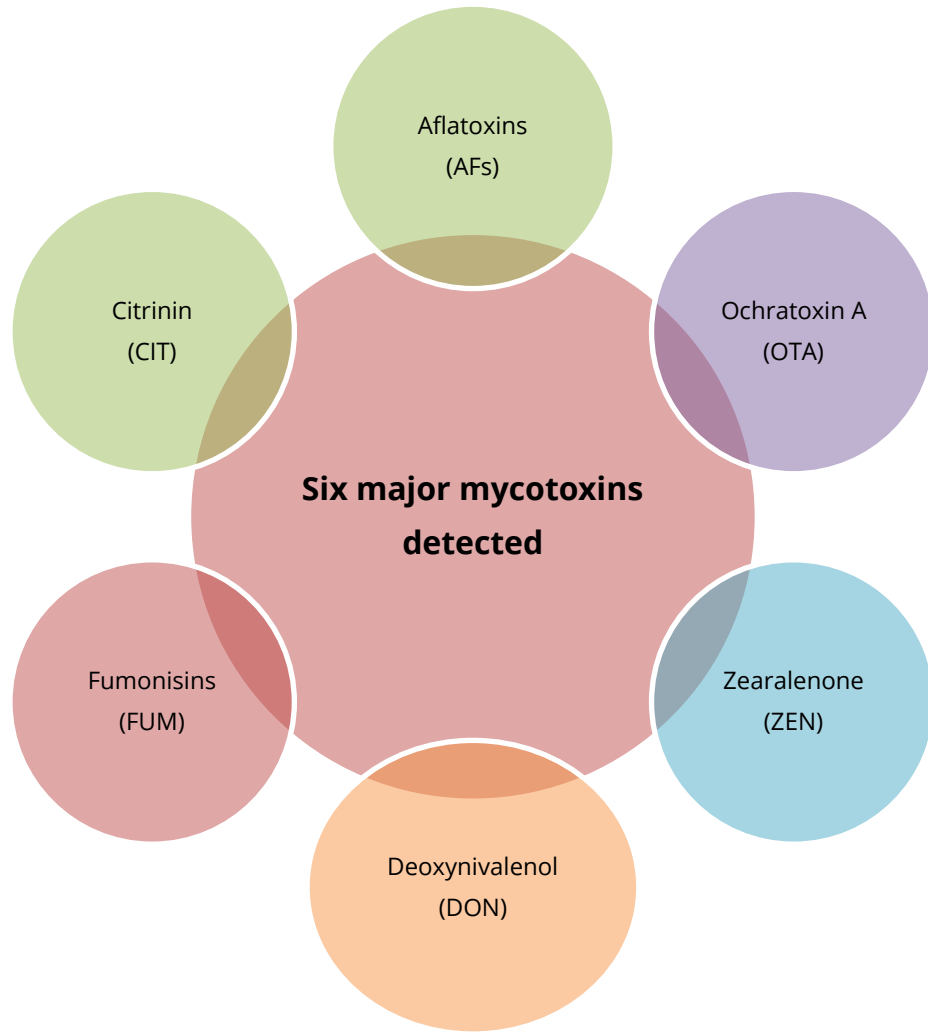 Aflatoxins
(AFs)
Citrinin
(CIT)
Ochratoxin A
(OTA)
Six major mycotoxins
detected
Fumonisins
(FUM)
Zearalenone
(ZEN)
Deoxynivalenol
(DON)